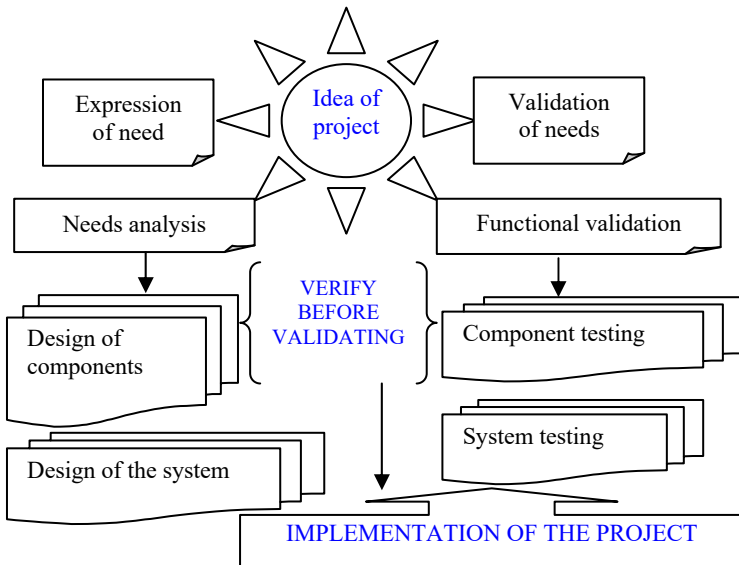 Idea of
project
Expression
of need
Validation
of needs
Needs analysis
Functional validation
VERIFY
BEFORE
VALIDATING
Design of
components
Component testing
System testing
Design of the system
IMPLEMENTATION OF THE PROJECT